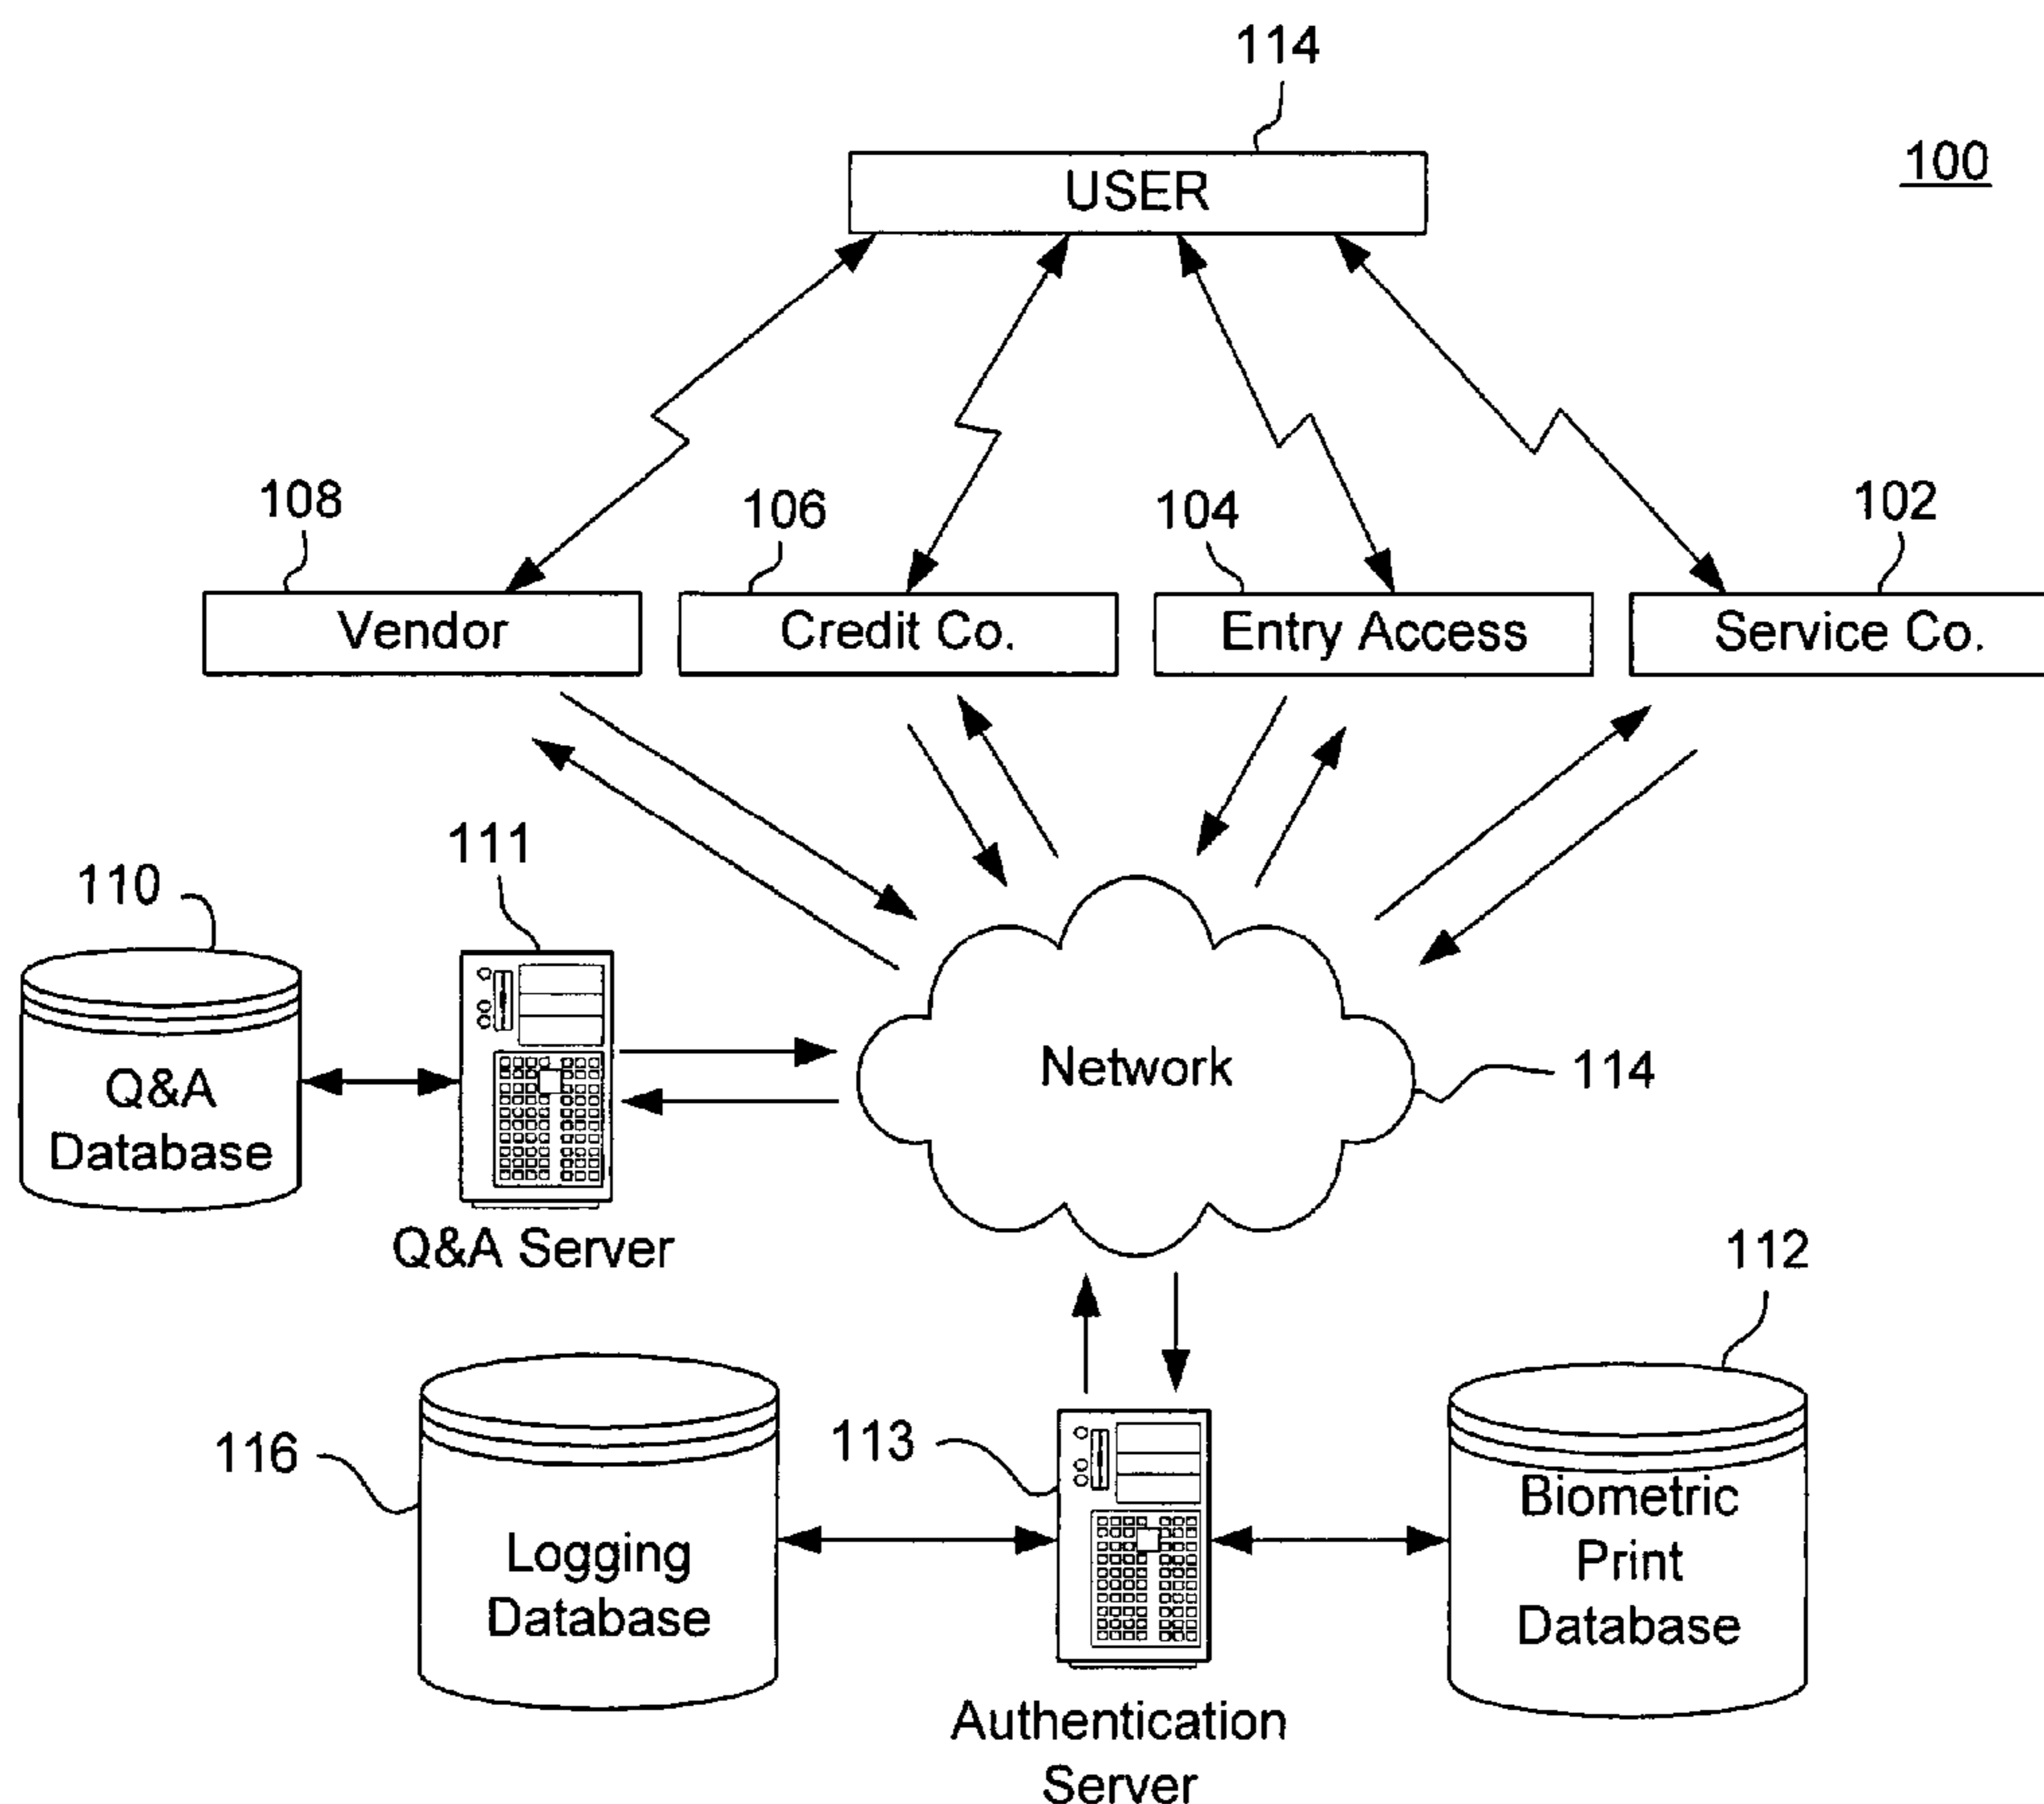 114
100
USER
108
106
104
102
Vendor
Credit Co.
Entry Access
Service Co.
111
110
Network
114
Q&A
Database
Q&A Server
112
116
113
Biometric
Print
Database
Logging
Database
Authentication
Server